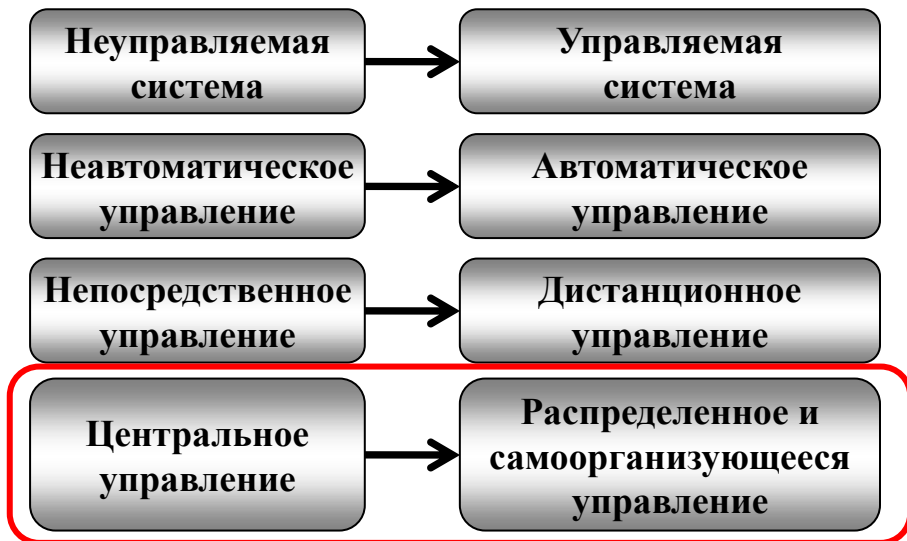 Неуправляемая
система
Управляемая
система
Неавтоматическое
управление
Автоматическое
управление
Непосредственное
управление
Дистанционное
управление
Центральное
управление
Распределенное и
самоорганизующееся
управление